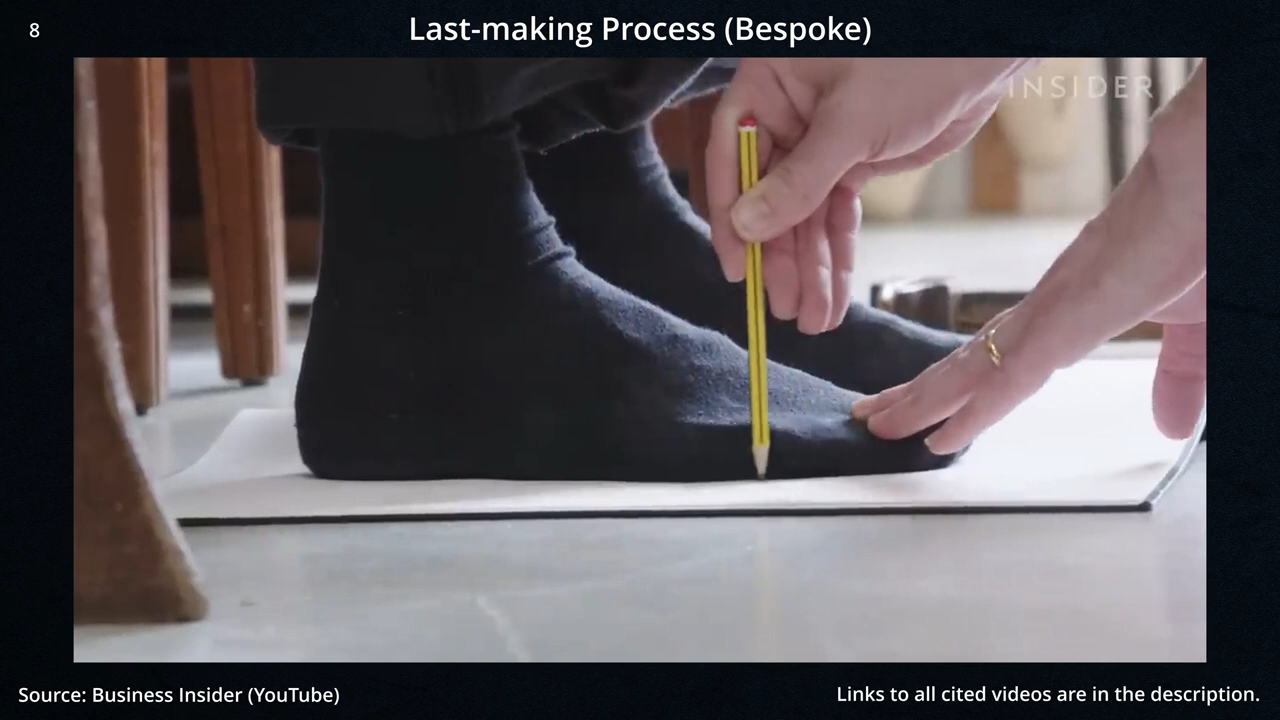 8
Last-making Process (Bespoke)
INSIDER
Source: Business Insider (YouTube)
Links to all cited videos are in the description.